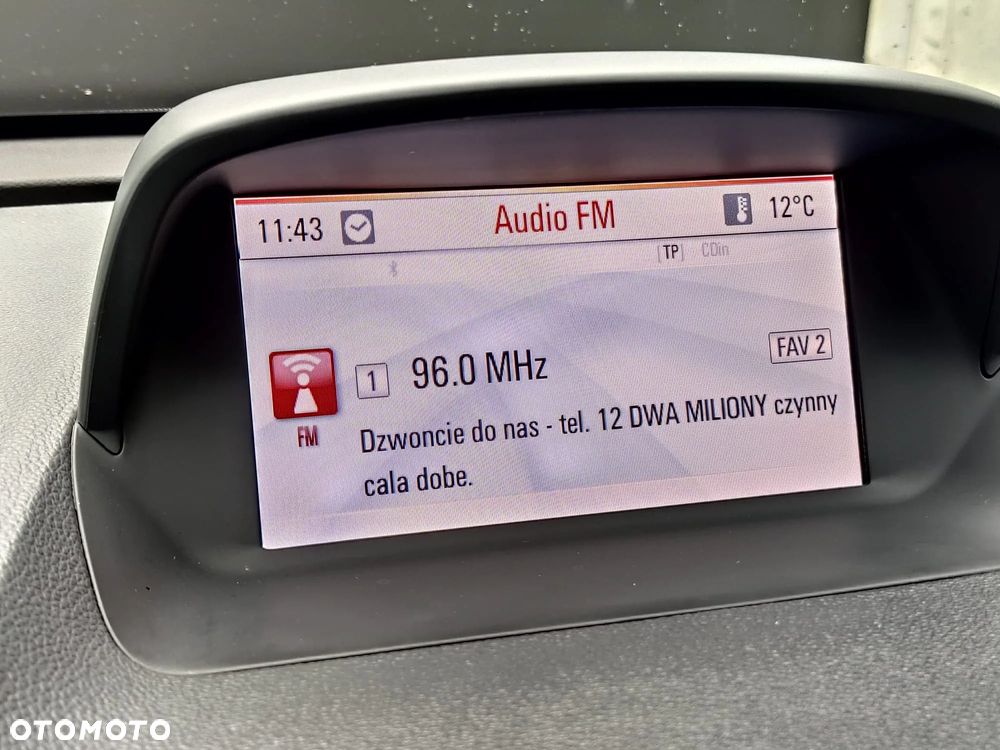 11:43 Audio FM 12°C
[TP] CDin
1 96.0 MHz FAV 2
FM
Dzwoncie do nas - tel. 12 DWA MILIONY czynny
cala dobe.
OTOMOTO